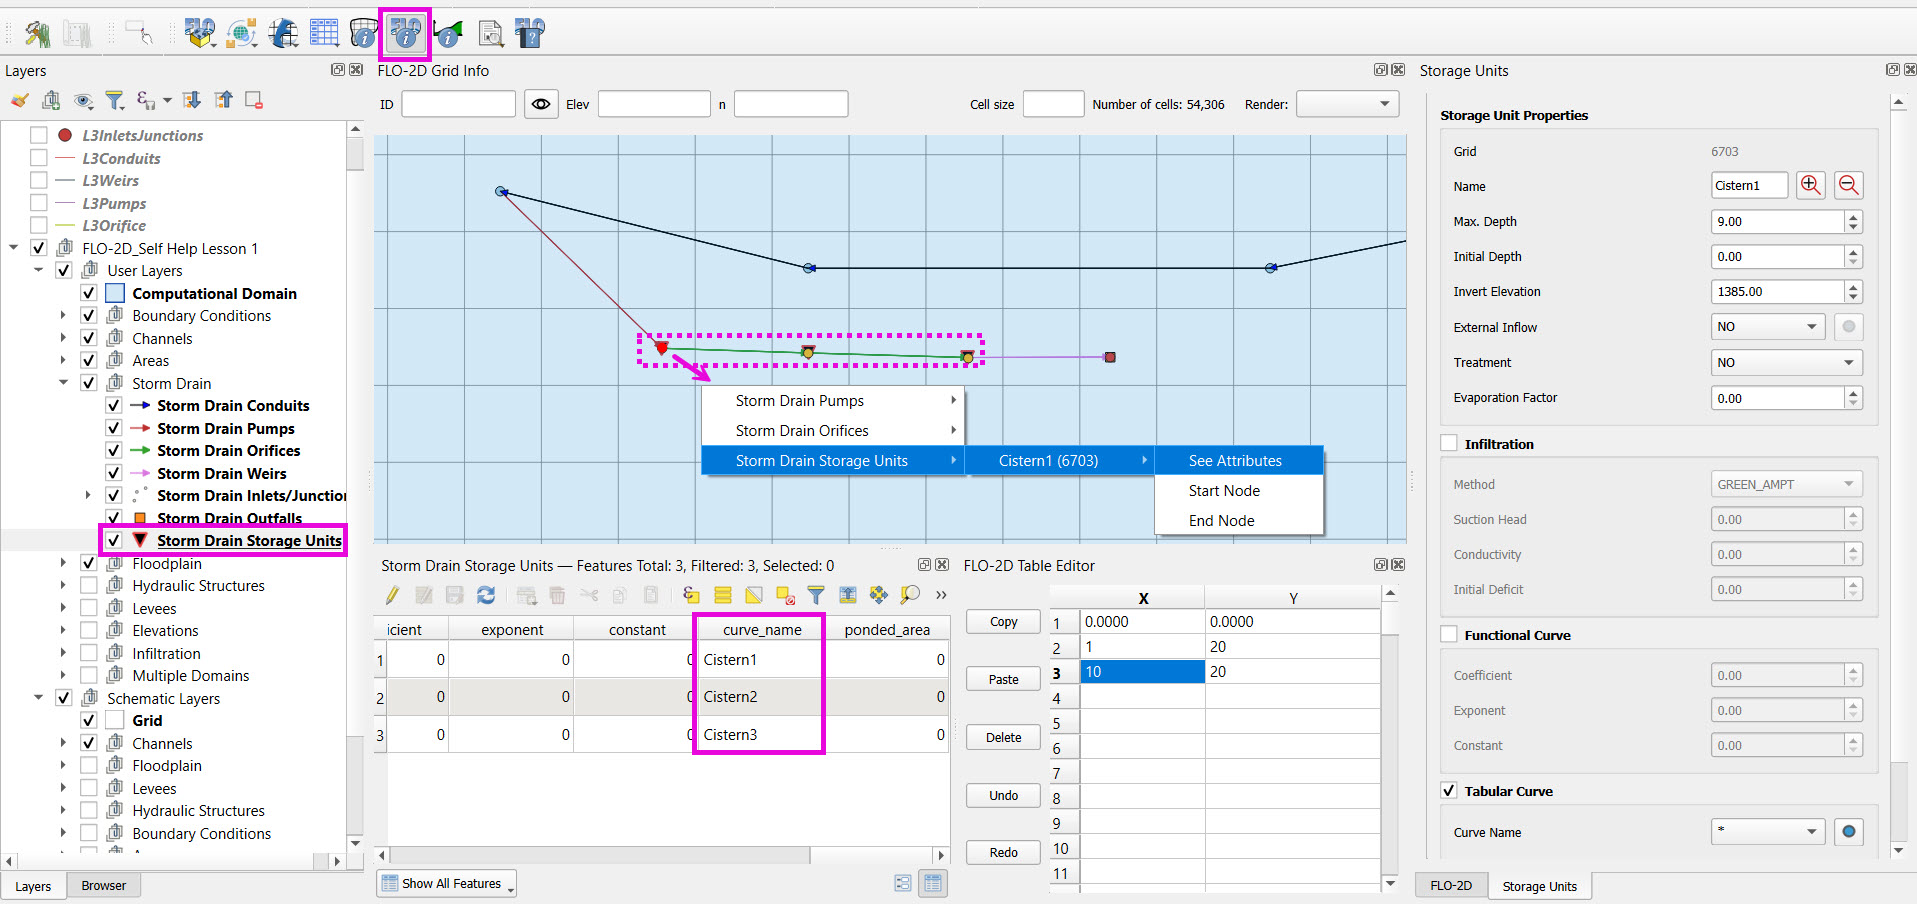 Layers
L3InletsJunctions
L3Conduits
L3Weirs
L3Pumps
L3Orifice
FLO-2D_Self Help Lesson 1
User Layers
Computational Domain
Boundary Conditions
Channels
Areas
Storm Drain
Storm Drain Conduits
Storm Drain Pumps
Storm Drain Orifices
Storm Drain Weirs
Storm Drain Inlets/Junction
Storm Drain Outfalls
Storm Drain Storage Units
Floodplain
Hydraulic Structures
Levees
Elevations
Infiltration
Multiple Domains
Schematic Layers
Grid
Channels
Floodplain
Levees
Hydraulic Structures
Boundary Conditions
Layers Browser
FLO-2D Grid Info
ID Elev n Cell size Number of cells: 54,306 Render:
Storm Drain Pumps
Storm Drain Orifices
Storm Drain Storage Units Cistern1 (6703) See Attributes
Start Node
End Node
Storm Drain Storage Units — Features Total: 3, Filtered: 3, Selected: 0
icient exponent constant curve_name ponded_area
1 0 0 0 Cistern1 0
2 0 0 0 Cistern2 0
3 0 0 0 Cistern3 0
Show All Features
FLO-2D Table Editor
Copy
Paste
Delete
Undo
Redo
X Y
1 0.0000 0.0000
2 1 20
3 10 20
4
5
6
7
8
9
10
11
Storage Units
Storage Unit Properties
Grid 6703
Name Cistern1
Max. Depth 9.00
Initial Depth 0.00
Invert Elevation 1385.00
External Inflow NO
Treatment NO
Evaporation Factor 0.00
Infiltration
Method GREEN_AMPT
Suction Head 0.00
Conductivity 0.00
Initial Deficit 0.00
Functional Curve
Coefficient 0.00
Exponent 0.00
Constant 0.00
Tabular Curve
Curve Name *
FLO-2D Storage Units